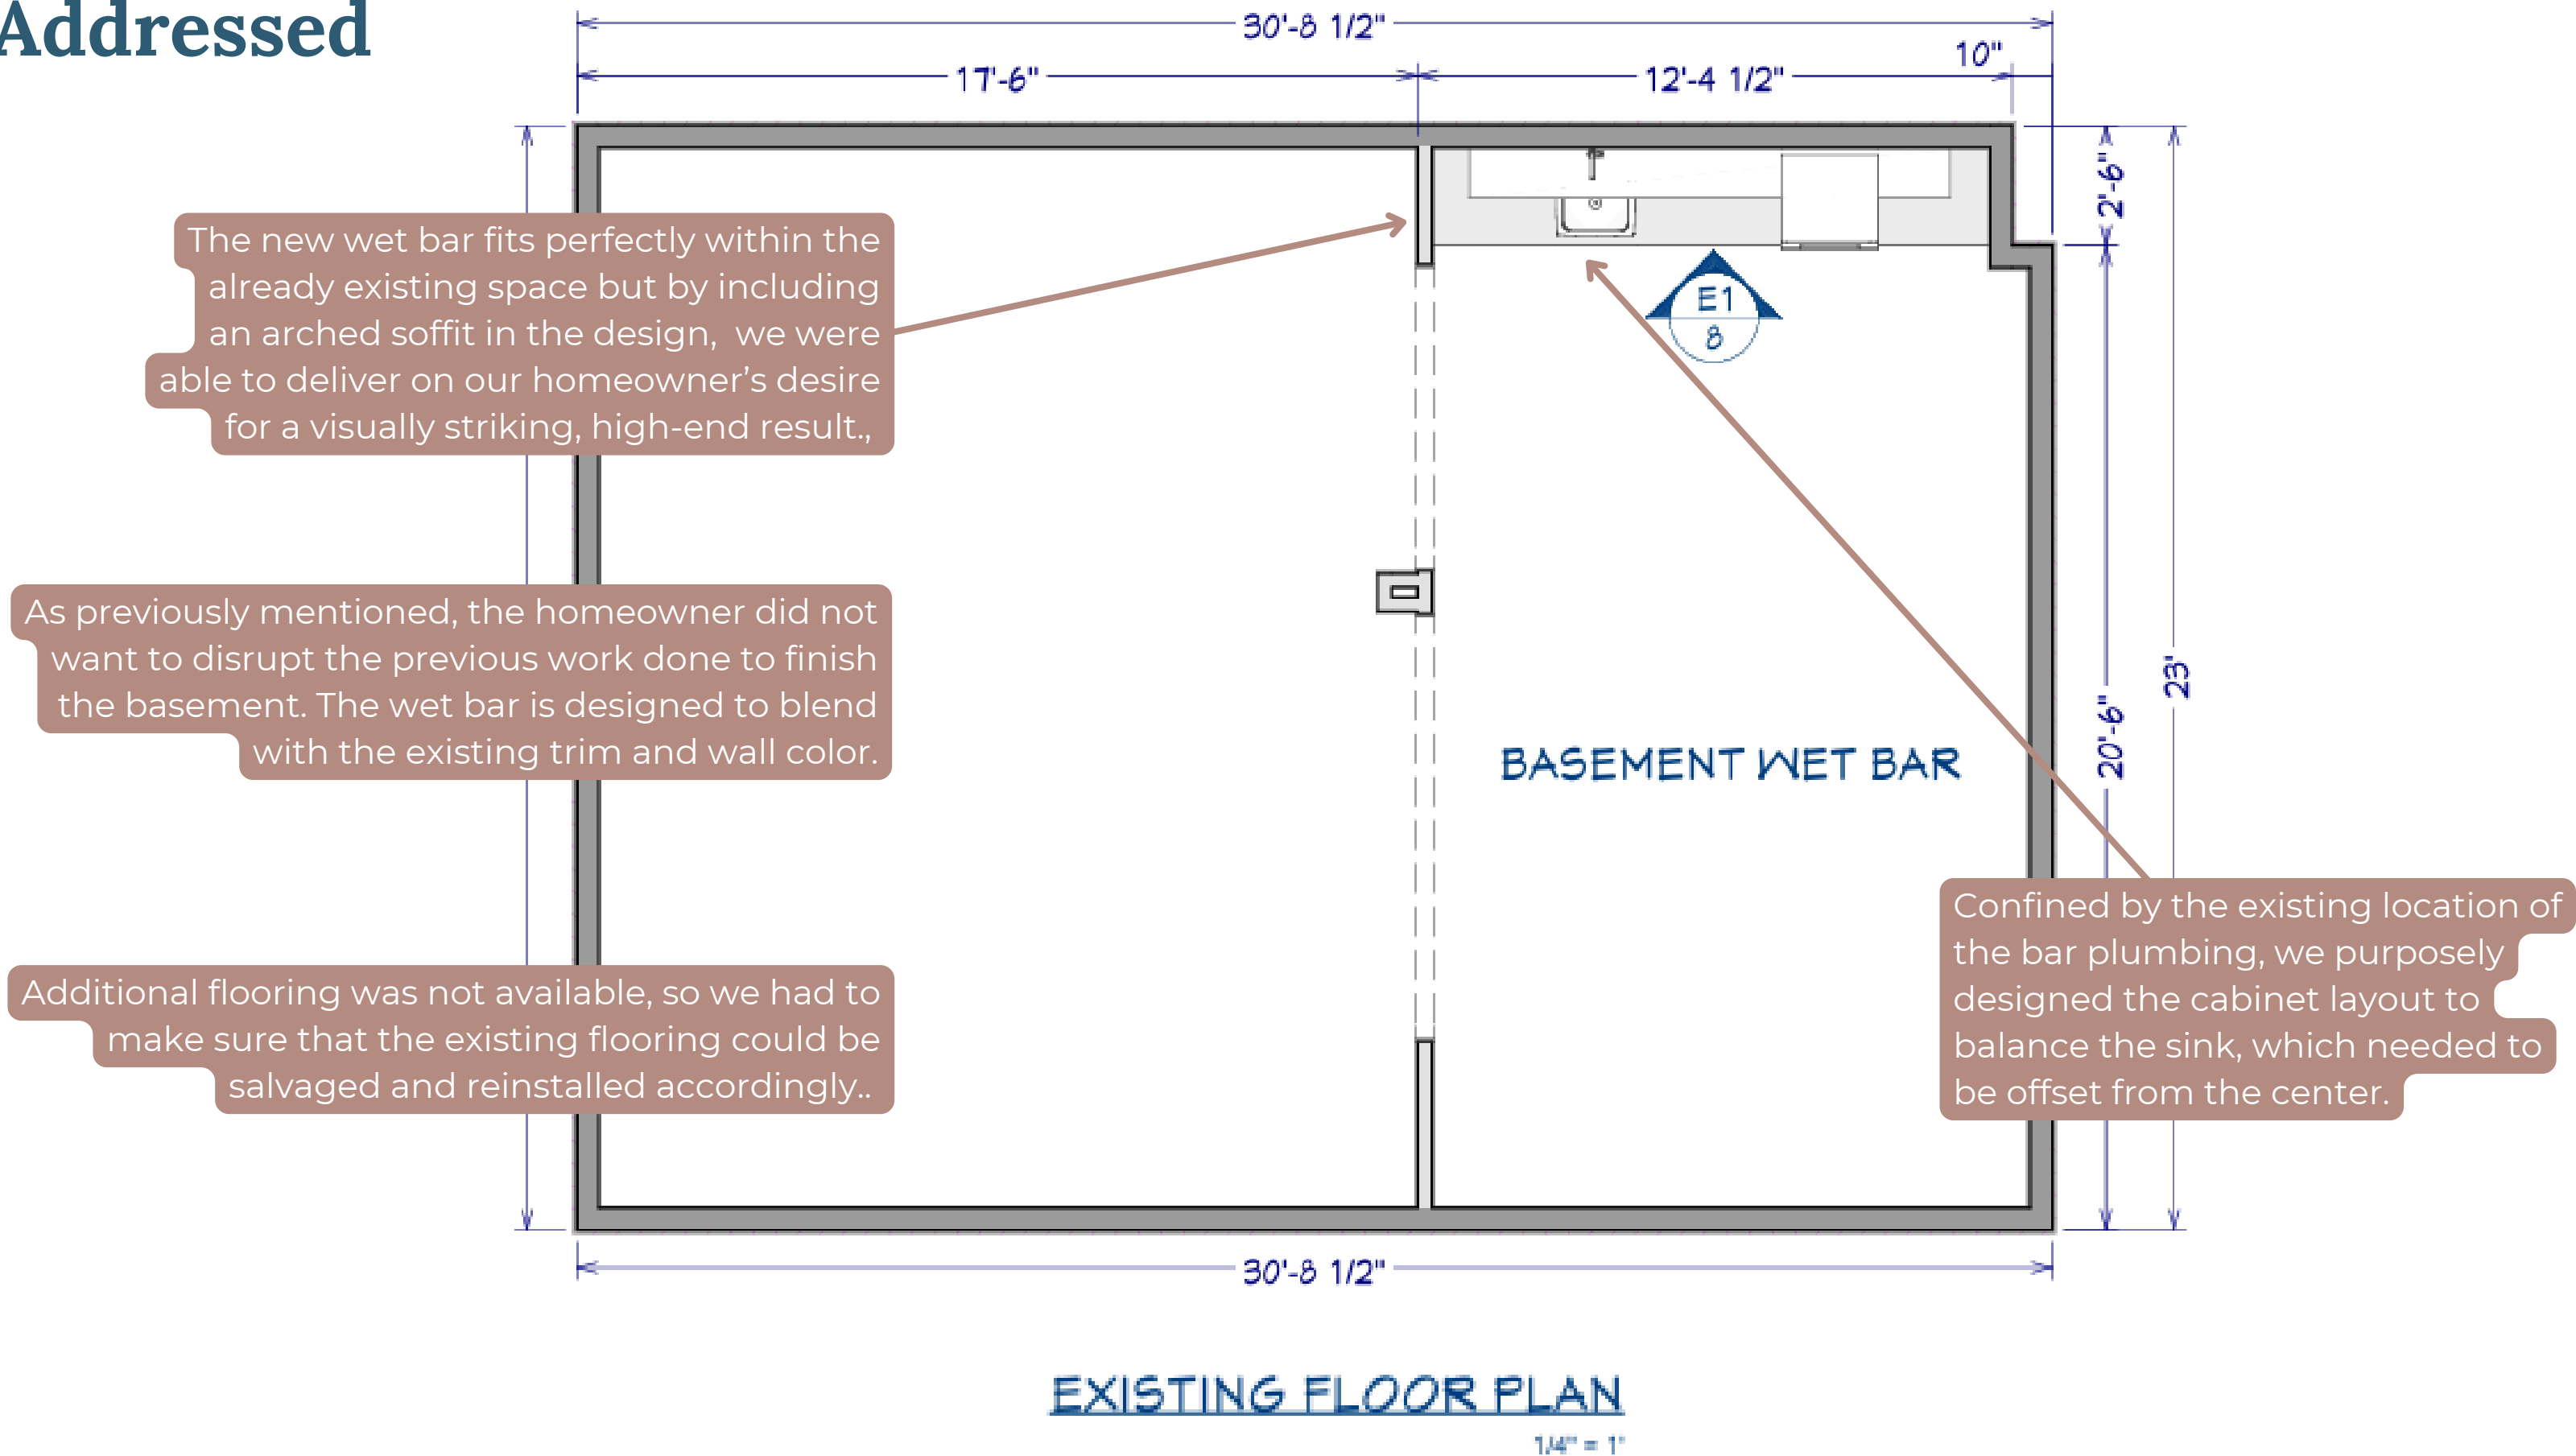 Addressed
30'-8 1/2"
10"
17'-6"
12'-4 1/2"
2'-6"
The new wet bar fits perfectly within the
already existing space but by including
an arched soffit in the design,  we were
able to deliver on our homeowner’s desire
for a visually striking, high-end result.,
E1
8
As previously mentioned, the homeowner did not
want to disrupt the previous work done to finish
the basement. The wet bar is designed to blend
with the existing trim and wall color.
23'
20'-6"
BASEMENT WET BAR
Additional flooring was not available, so we had to
make sure that the existing flooring could be
salvaged and reinstalled accordingly..
Confined by the existing location of
the bar plumbing, we purposely
designed the cabinet layout to
balance the sink, which needed to
be offset from the center.
30'-8 1/2"
EXISTING FLOOR PLAN
1/4" = 1'